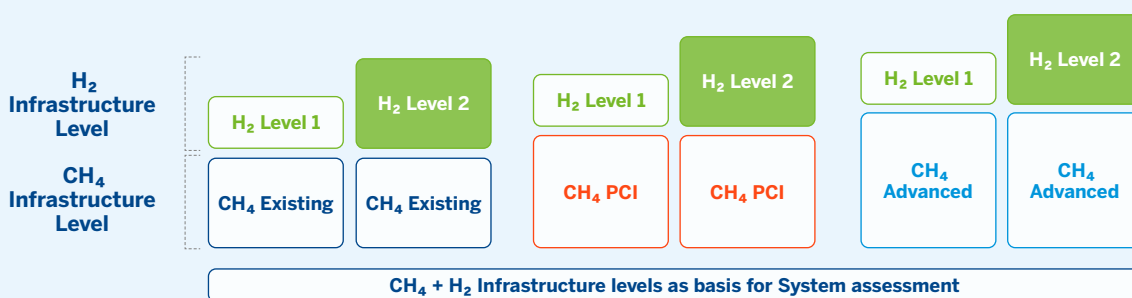 H₂
Infrastructure
Level
H₂ Level 1
H₂ Level 2
H₂ Level 1
H₂ Level 2
H₂ Level 1
H₂ Level 2
CH₄
Infrastructure
Level
CH₄ Existing
CH₄ Existing
CH₄ PCI
CH₄ PCI
CH₄
Advanced
CH₄
Advanced
CH₄ + H₂ Infrastructure levels as basis for System assessment